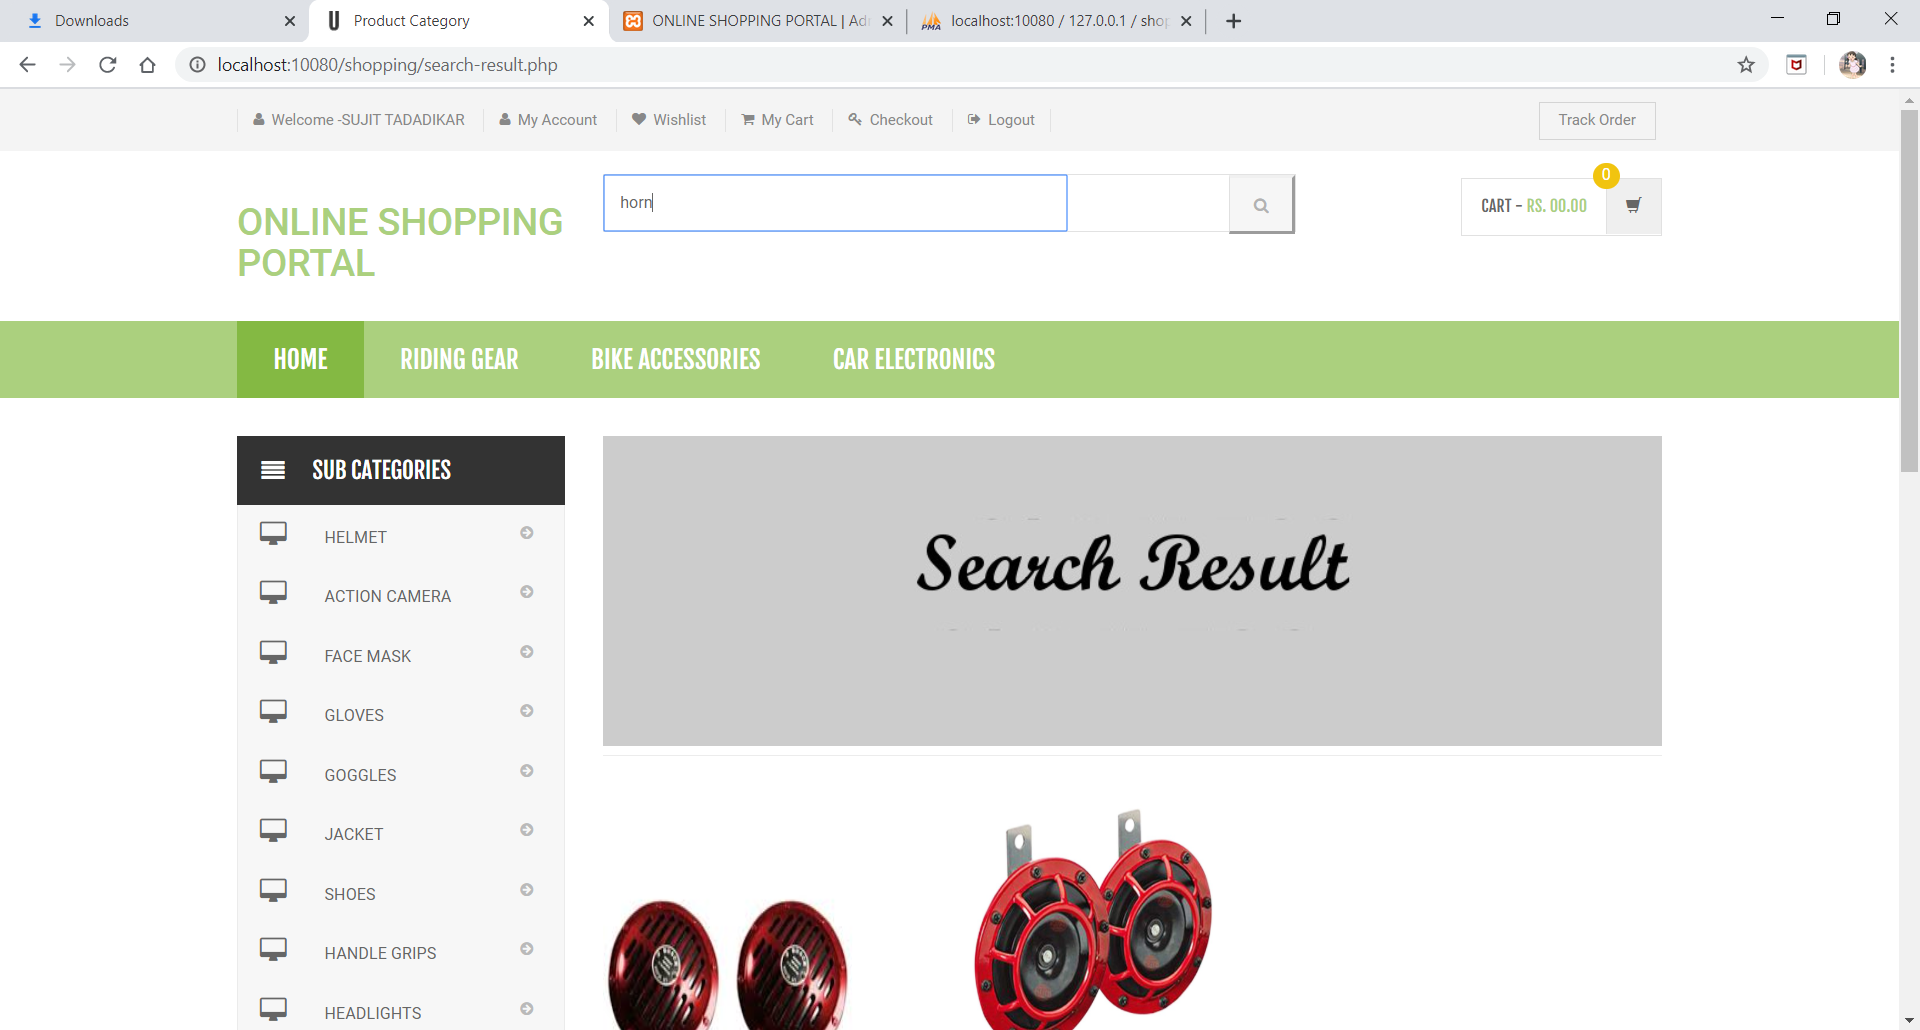 Downloads
Product Category
ONLINE SHOPPING PORTAL | Ad
localhost:10080 / 127.0.0.1 / shop
localhost:10080/shopping/search-result.php
Welcome -SUJIT TADADIKAR
My Account
Wishlist
My Cart
Checkout
Logout
Track Order
ONLINE SHOPPING
PORTAL
horn
CART - RS. 00.00
0
HOME
RIDING GEAR
BIKE ACCESSORIES
CAR ELECTRONICS
SUB CATEGORIES
HELMET
ACTION CAMERA
FACE MASK
GLOVES
GOGGLES
JACKET
SHOES
HANDLE GRIPS
HEADLIGHTS
Search Result